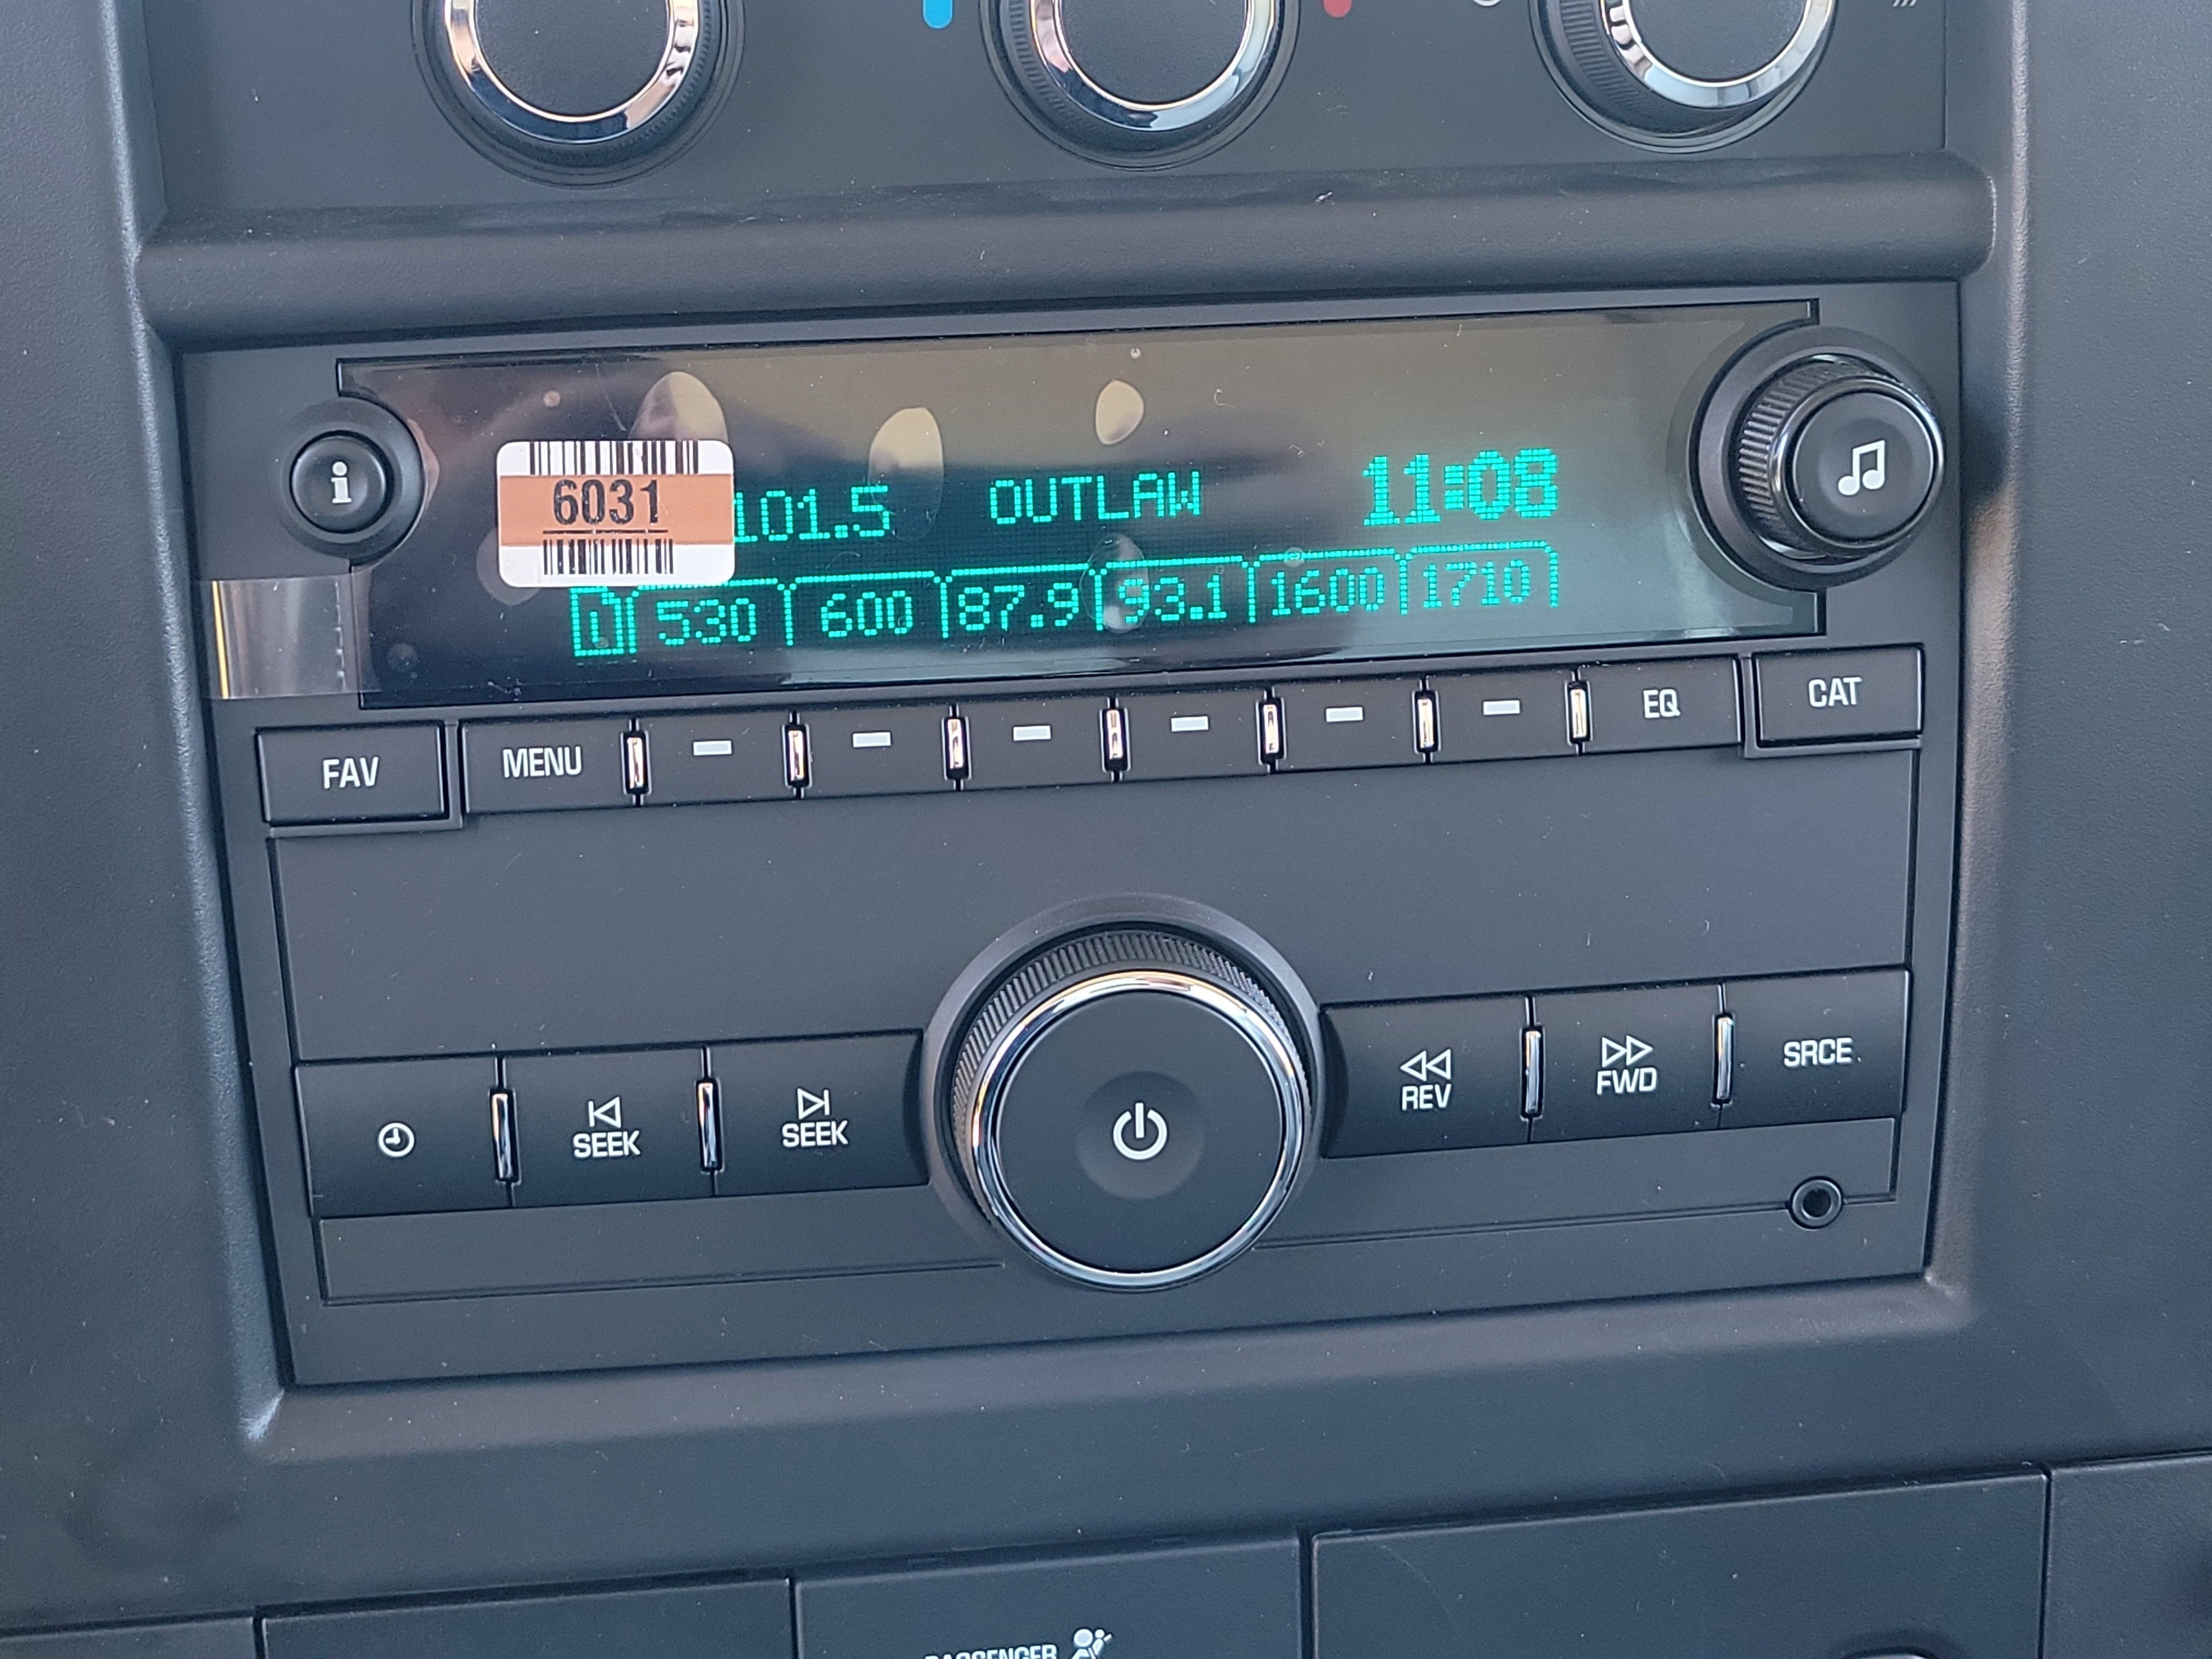 6031
101.5 OUTLAW 11:08
530 600 87.9 93.1 1600 1710
FAV MENU EQ CAT
SEEK SEEK REV FWD SRCE
PASSENGER